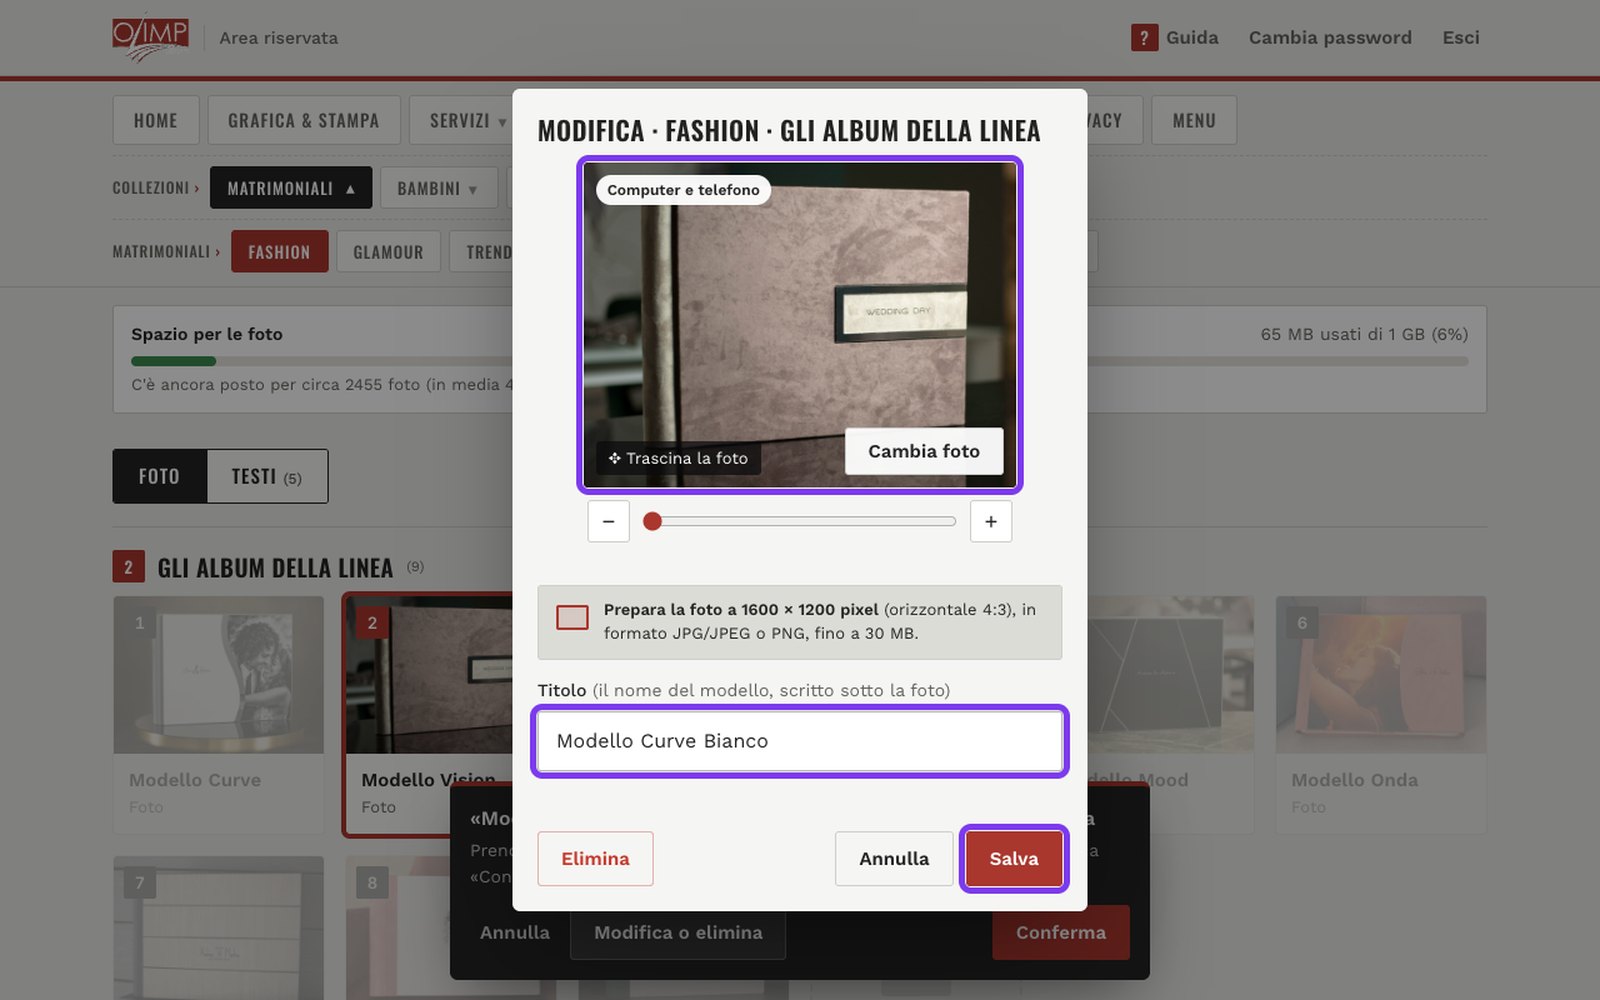 OLIMP
Area riservata
? Guida
Cambia password
Esci
HOME
GRAFICA & STAMPA
SERVIZI ▾
MENU
COLLEZIONI ›
MATRIMONIALI ▲
BAMBINI ▾
MATRIMONIALI ›
FASHION
GLAMOUR
Spazio per le foto
65 MB usati di 1 GB (6%)
C'è ancora posto per circa 2455 foto (in media
FOTO
TESTI (5)
2 GLI ALBUM DELLA LINEA (9)
1
Modello Curve
Foto
2
Modello Vision
Foto
Mood
6
Modello Onda
Foto
7
8
MODIFICA · FASHION · GLI ALBUM DELLA LINEA
Computer e telefono
WEDDING DAY
Trascina la foto
Cambia foto
−
+
Prepara la foto a 1600 × 1200 pixel (orizzontale 4:3), in
formato JPG/JPEG o PNG, fino a 30 MB.
Titolo (il nome del modello, scritto sotto la foto)
Modello Curve Bianco
Elimina
Annulla
Salva
Annulla
Modifica o elimina
Conferma